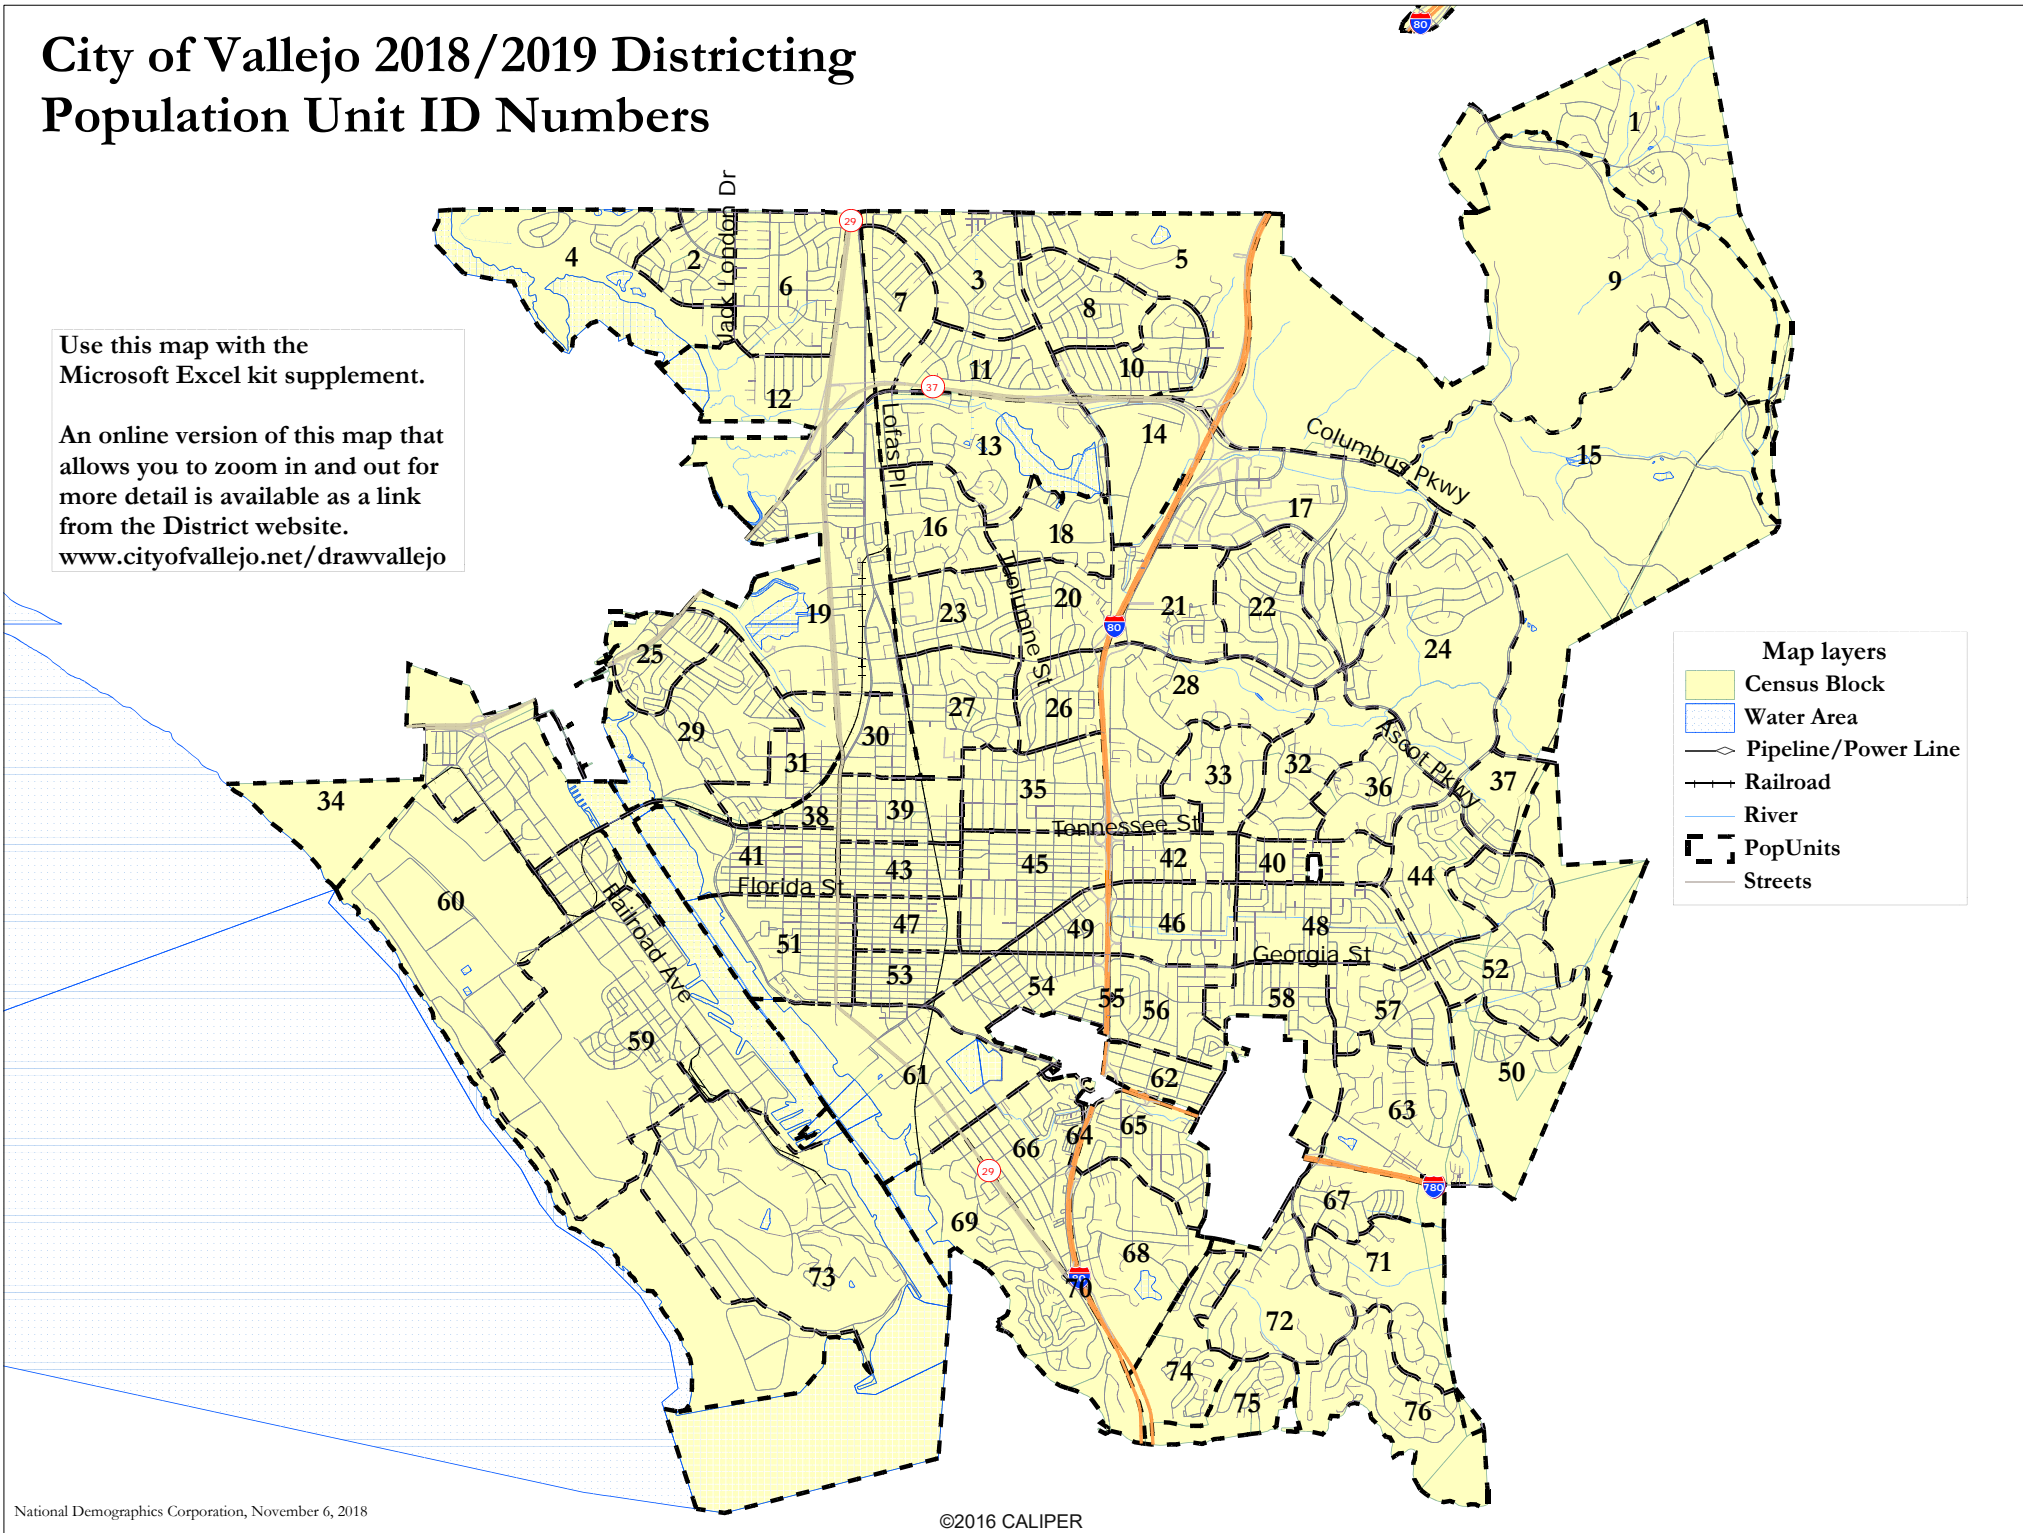 City of Vallejo 2018/2019 Districting
Population Unit ID Numbers
80
1
Jack London Dr
29
4
2
6
7
3
5
8
9
Use this map with the
Microsoft Excel kit supplement.
An online version of this map that
allows you to zoom in and out for
more detail is available as a link
from the District website.
www.cityofvallejo.net/drawvallejo
11
10
37
12
Lofas Pl
13
14
Columbus Pkwy
15
16
18
17
Tuolumne St
19
23
20
21
22
80
24
25
28
29
27
26
30
31
Ascot Pkwy
33
32
36
37
34
35
38
39
Tennessee St
41
43
45
42
40
44
Florida St
60
Railroad Ave
51
47
49
46
48
Georgia St
53
54
55
56
58
57
52
59
61
62
50
63
66
64
65
29
780
67
69
68
71
73
80
70
72
74
75
76
Map layers
Census Block
Water Area
Pipeline/Power Line
Railroad
River
PopUnits
Streets
National Demographics Corporation, November 6, 2018
©2016 CALIPER